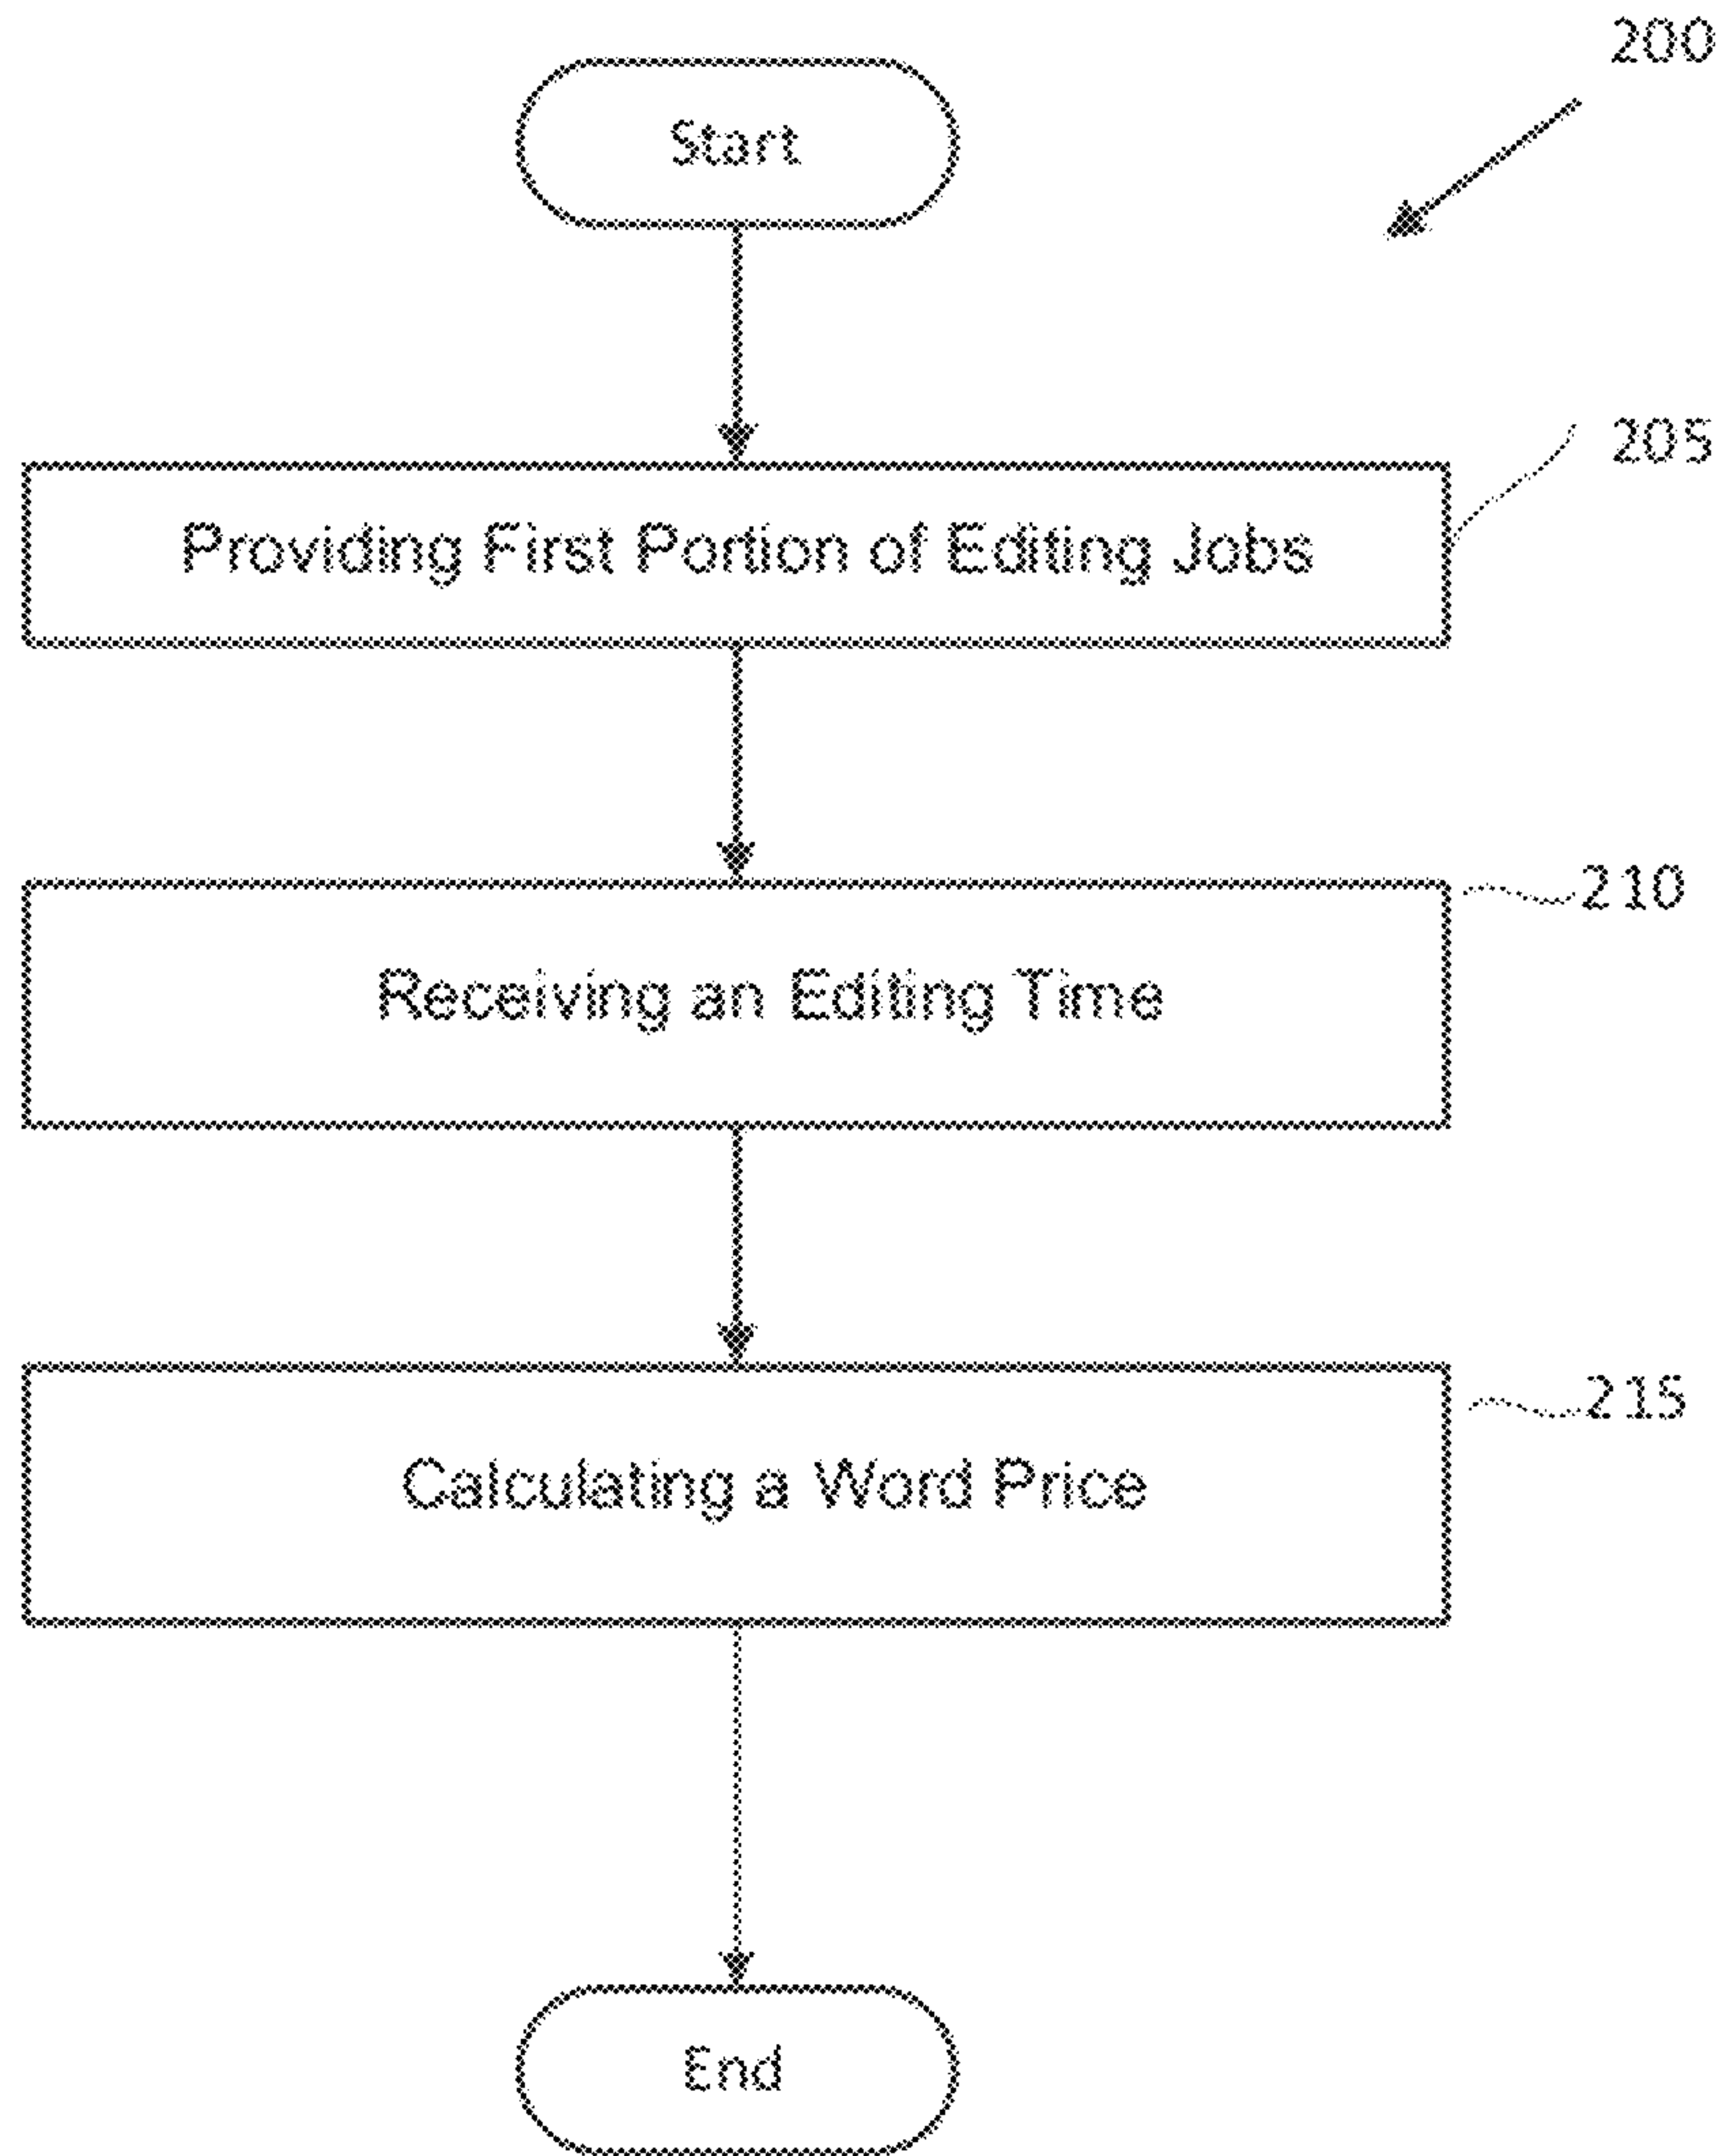 200
Start
205
Providing First Portion of Editing Jobs
210
Receiving an Editing Time
215
Calculating a Word Price
End